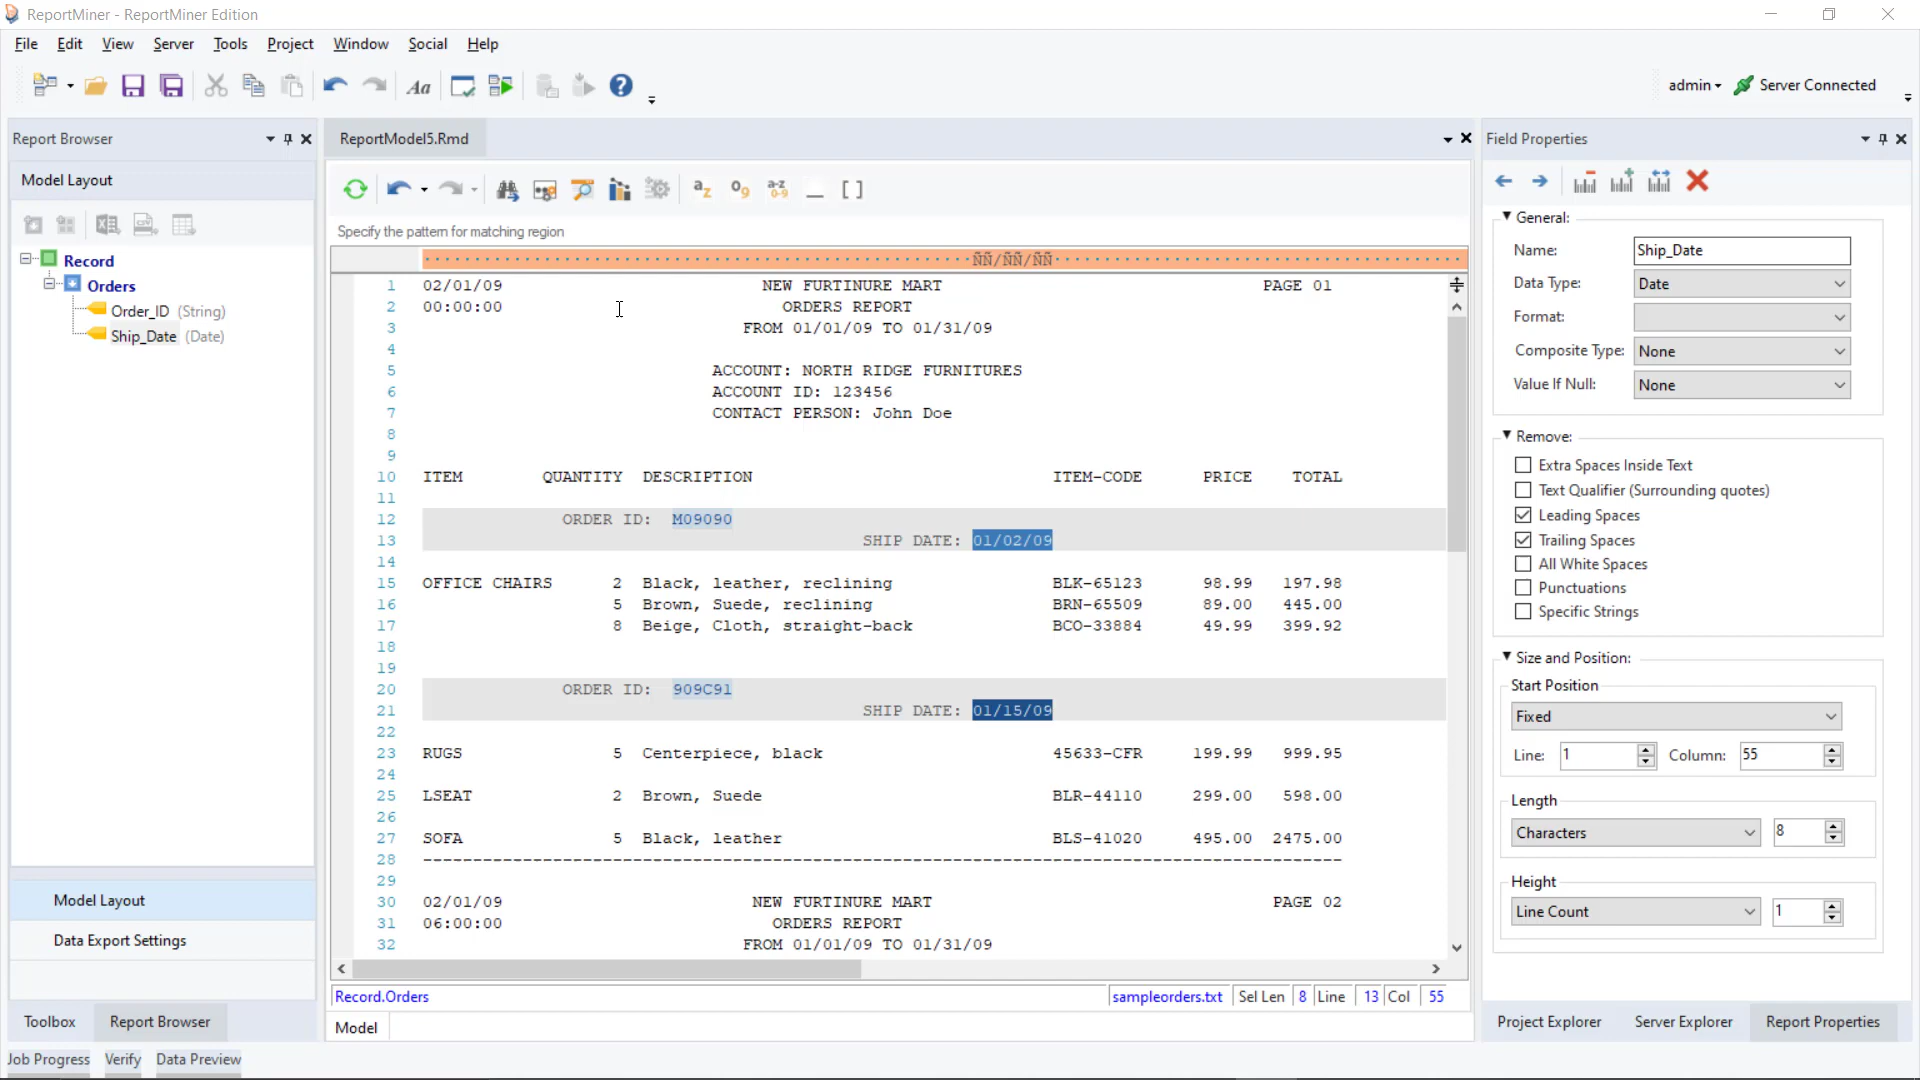 ReportMiner - ReportMiner Edition
File Edit View Server Tools Project Window Social Help
Aa
admin Server Connected
Report Browser
Model Layout
Record
Orders
Order_ID (String)
Ship_Date (Date)
Model Layout
Data Export Settings
Toolbox Report Browser
Job Progress Verify Data Preview
ReportModel5.Rmd
Specify the pattern for matching region
ÑÑ/ÑÑ/ÑÑ
1 02/01/09 NEW FURTINURE MART PAGE 01
2 00:00:00 ORDERS REPORT
3 FROM 01/01/09 TO 01/31/09
4
5 ACCOUNT: NORTH RIDGE FURNITURES
6 ACCOUNT ID: 123456
7 CONTACT PERSON: John Doe
8
9
10 ITEM QUANTITY DESCRIPTION ITEM-CODE PRICE TOTAL
11
12 ORDER ID: M09090
13 SHIP DATE: 01/02/09
14
15 OFFICE CHAIRS 2 Black, leather, reclining BLK-65123 98.99 197.98
16 5 Brown, Suede, reclining BRN-65509 89.00 445.00
17 8 Beige, Cloth, straight-back BCO-33884 49.99 399.92
18
19
20 ORDER ID: 909C91
21 SHIP DATE: 01/15/09
22
23 RUGS 5 Centerpiece, black 45633-CFR 199.99 999.95
24
25 LSEAT 2 Brown, Suede BLR-44110 299.00 598.00
26
27 SOFA 5 Black, leather BLS-41020 495.00 2475.00
28 --------------------------------------------------------------------------------------------
29
30 02/01/09 NEW FURTINURE MART PAGE 02
31 06:00:00 ORDERS REPORT
32 FROM 01/01/09 TO 01/31/09
Record.Orders sampleorders.txt Sel Len 8 Line 13 Col 55
Model
Field Properties
General:
Name: Ship_Date
Data Type: Date
Format:
Composite Type: None
Value If Null: None
Remove:
Extra Spaces Inside Text
Text Qualifier (Surrounding quotes)
Leading Spaces
Trailing Spaces
All White Spaces
Punctuations
Specific Strings
Size and Position:
Start Position
Fixed
Line: 1 Column: 55
Length
Characters 8
Height
Line Count 1
Project Explorer Server Explorer Report Properties